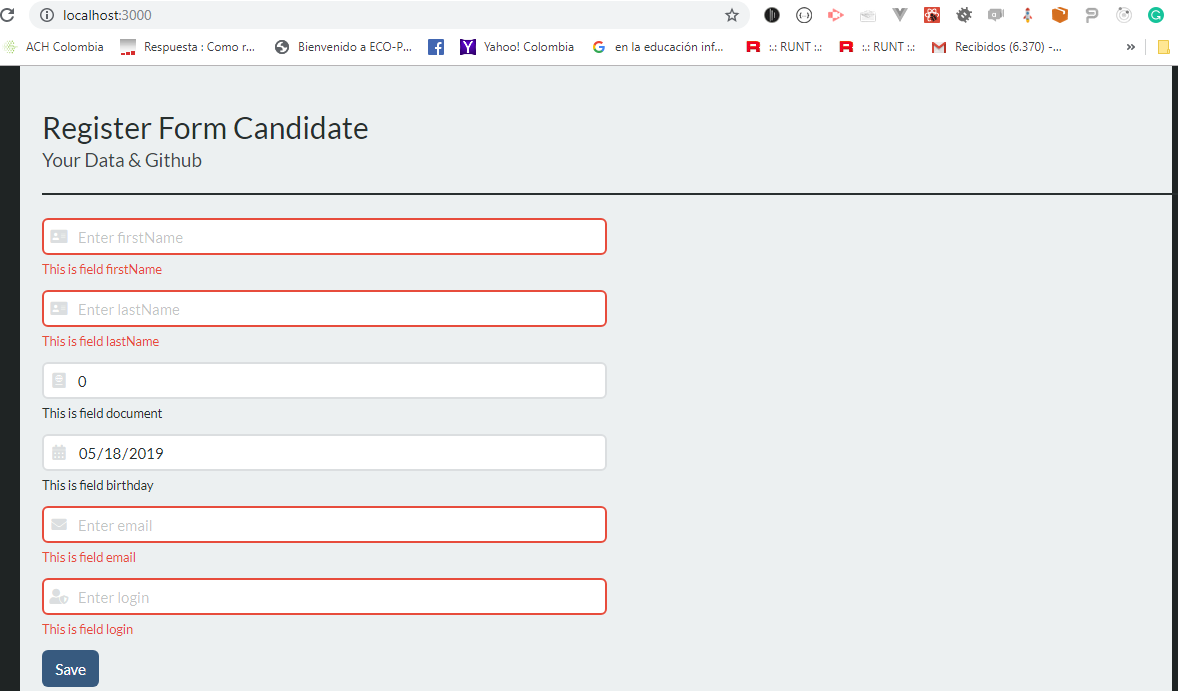 localhost:3000
ACH Colombia Respuesta : Como r... Bienvenido a ECO-P... Yahoo! Colombia en la educación inf... .:: RUNT :.: .:: RUNT :.: Recibidos (6.370) -...
Register Form Candidate
Your Data & Github
Enter firstName
This is field firstName
Enter lastName
This is field lastName
0
This is field document
05/18/2019
This is field birthday
Enter email
This is field email
Enter login
This is field login
Save